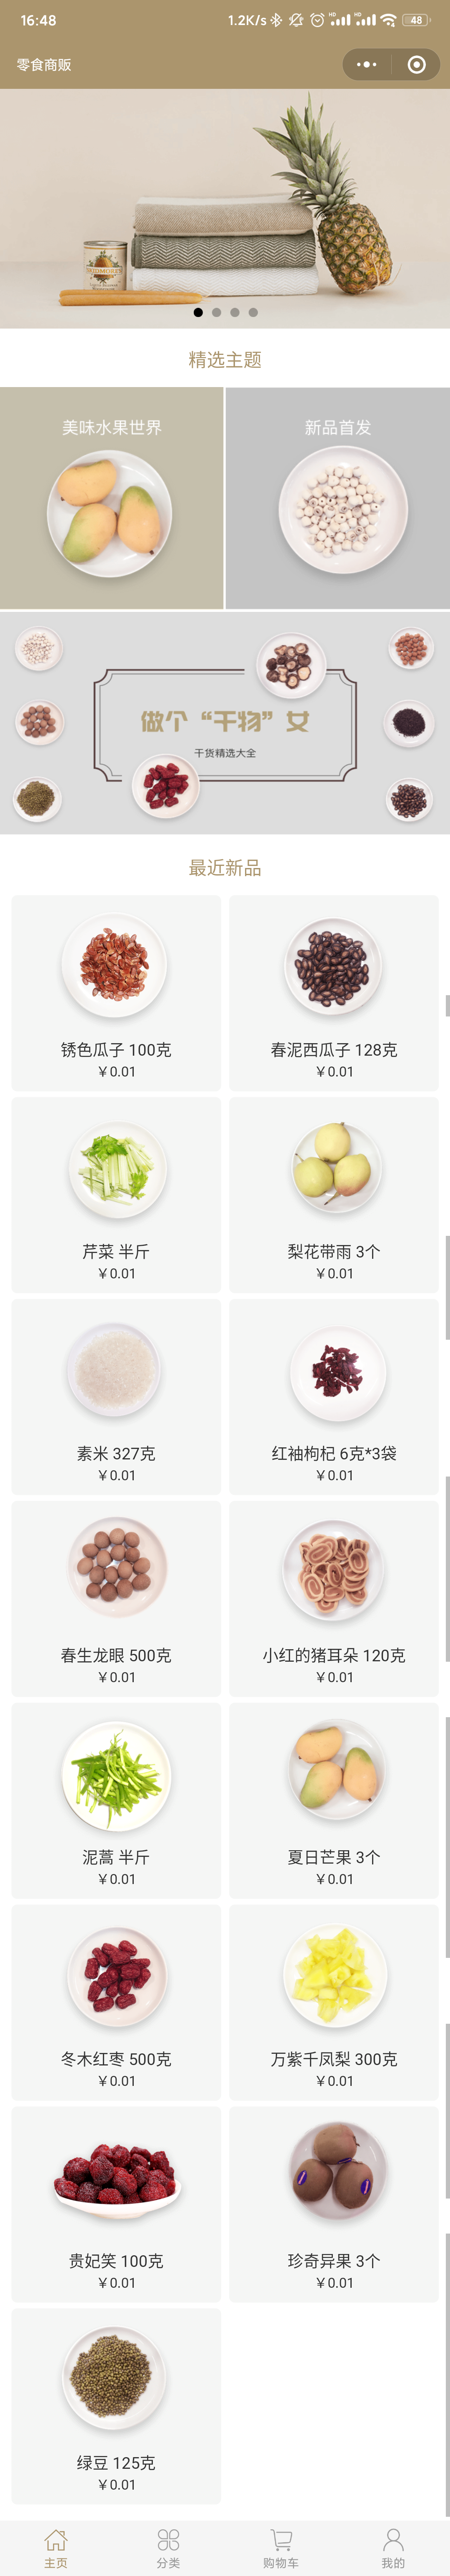 16:48
1.2K/s
HD
HD
48
零食商贩
精选主题
美味水果世界
新品首发
做个“干物”女
干货精选大全
最近新品
锈色瓜子 100克
￥0.01
春泥西瓜子 128克
￥0.01
芹菜 半斤
￥0.01
梨花带雨 3个
￥0.01
素米 327克
￥0.01
红袖枸杞 6克*3袋
￥0.01
春生龙眼 500克
￥0.01
小红的猪耳朵 120克
￥0.01
泥蒿 半斤
￥0.01
夏日芒果 3个
￥0.01
冬木红枣 500克
￥0.01
万紫千凤梨 300克
￥0.01
贵妃笑 100克
￥0.01
珍奇异果 3个
￥0.01
绿豆 125克
￥0.01
主页
分类
购物车
我的